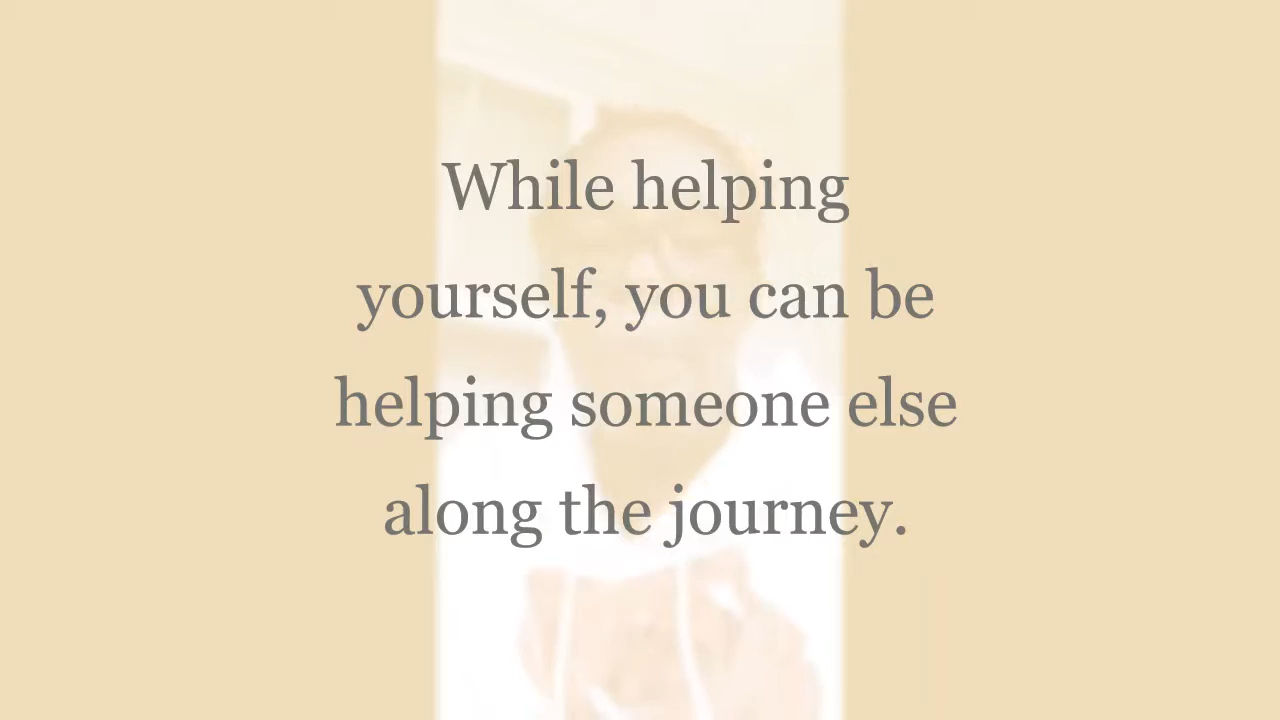 While helping
yourself, you can be
helping someone else
along the journey.